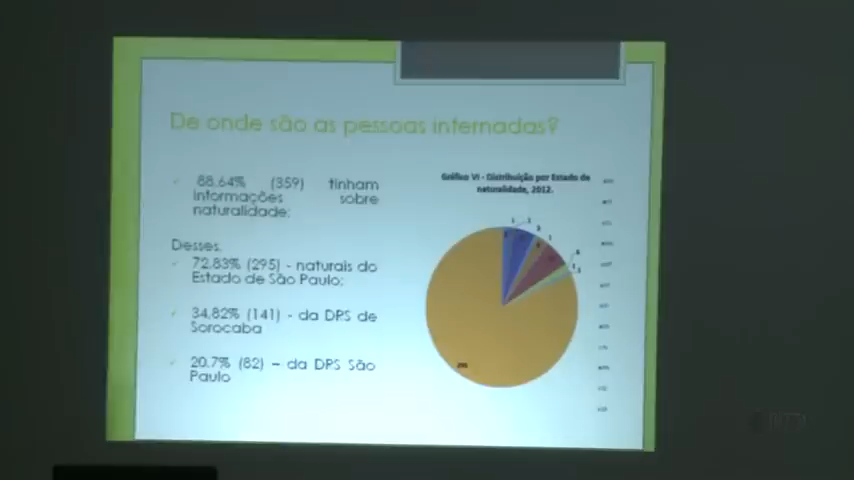 De onde são as pessoas internadas?
88,64% (359) tinham
informações sobre
naturalidade;
Desses,
72,83% (295) - naturais do
Estado de São Paulo;
34,82% (141) - da DPS de
Sorocaba
20,7% (82) – da DPS São
Paulo
Gráfico VI - Distribuição por Estado de
naturalidade, 2012.
295